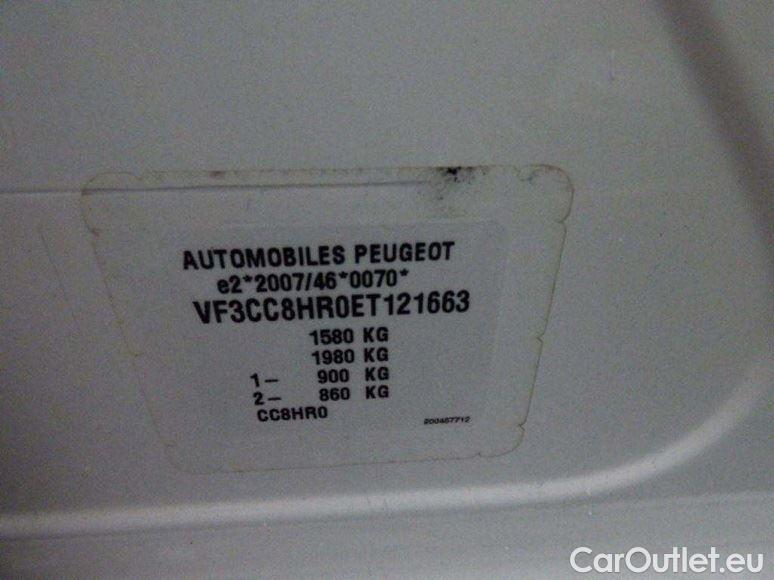 AUTOMOBILES PEUGEOT
e2*2007/46*0070*
VF3CC8HR0ET121663
1580 KG
1980 KG
1– 900 KG
2– 860 KG
CC8HR0
200467712
CarOutlet.eu